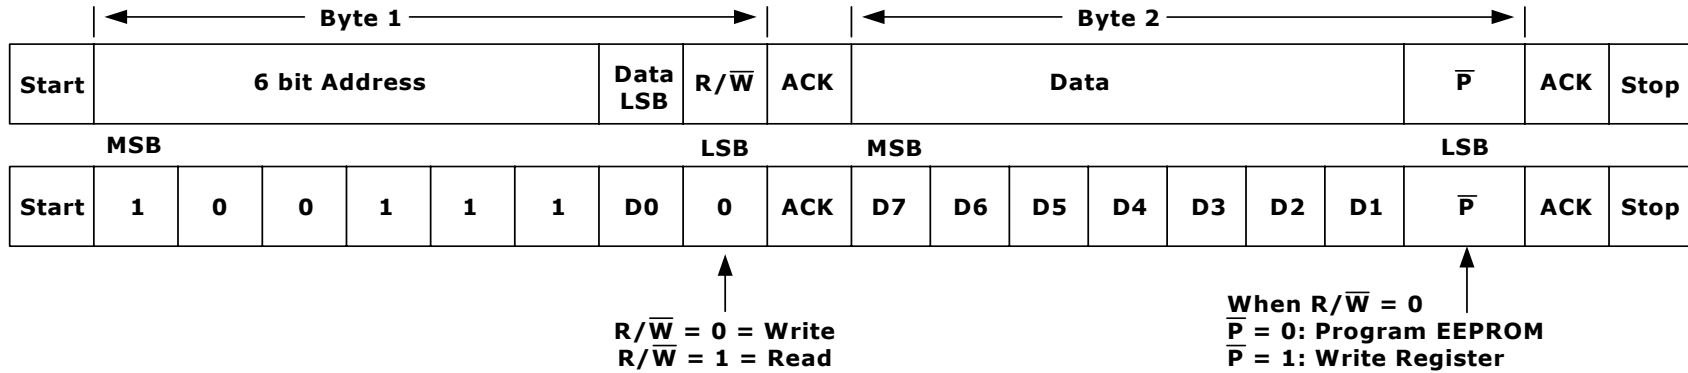 Byte 1 Byte 2
Start 6 bit Address Data LSB R/W̅ ACK Data P̅ ACK Stop
MSB LSB MSB LSB
Start 1 0 0 1 1 1 D0 0 ACK D7 D6 D5 D4 D3 D2 D1 P̅ ACK Stop
R/W̅ = 0 = Write
R/W̅ = 1 = Read
When R/W̅ = 0
P̅ = 0: Program EEPROM
P̅ = 1: Write Register